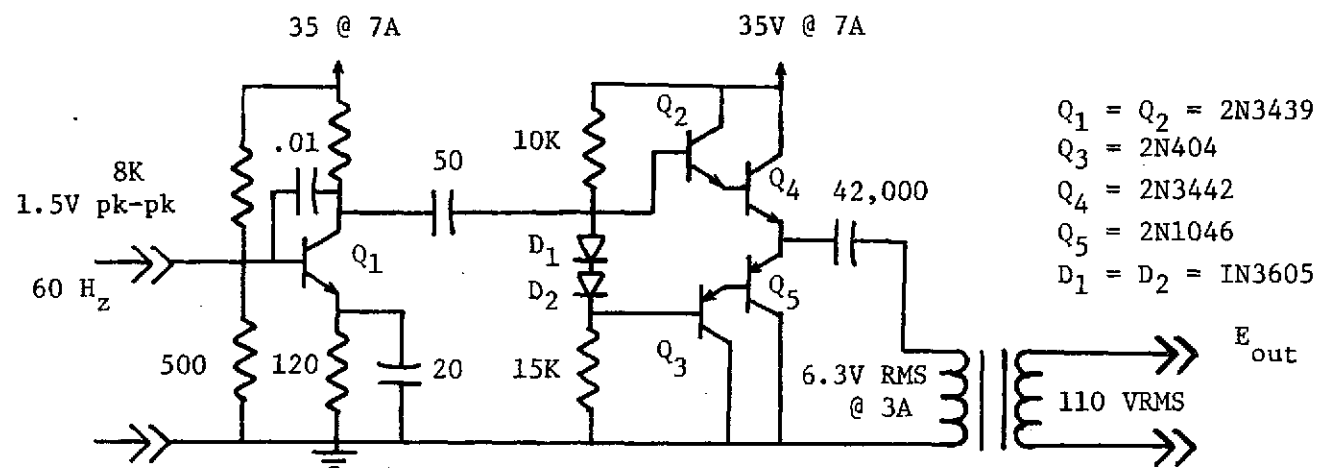 35 @ 7A
35V @ 7A
Q1 = Q2 = 2N3439
Q3 = 2N404
Q4 = 2N3442
Q5 = 2N1046
D1 = D2 = IN3605
8K
1.5V pk-pk
60 Hz
.01
Q1
500
120
20
50
10K
D1
D2
15K
Q2
Q4
Q3
Q5
42,000
6.3V RMS
@ 3A
110 VRMS
Eout